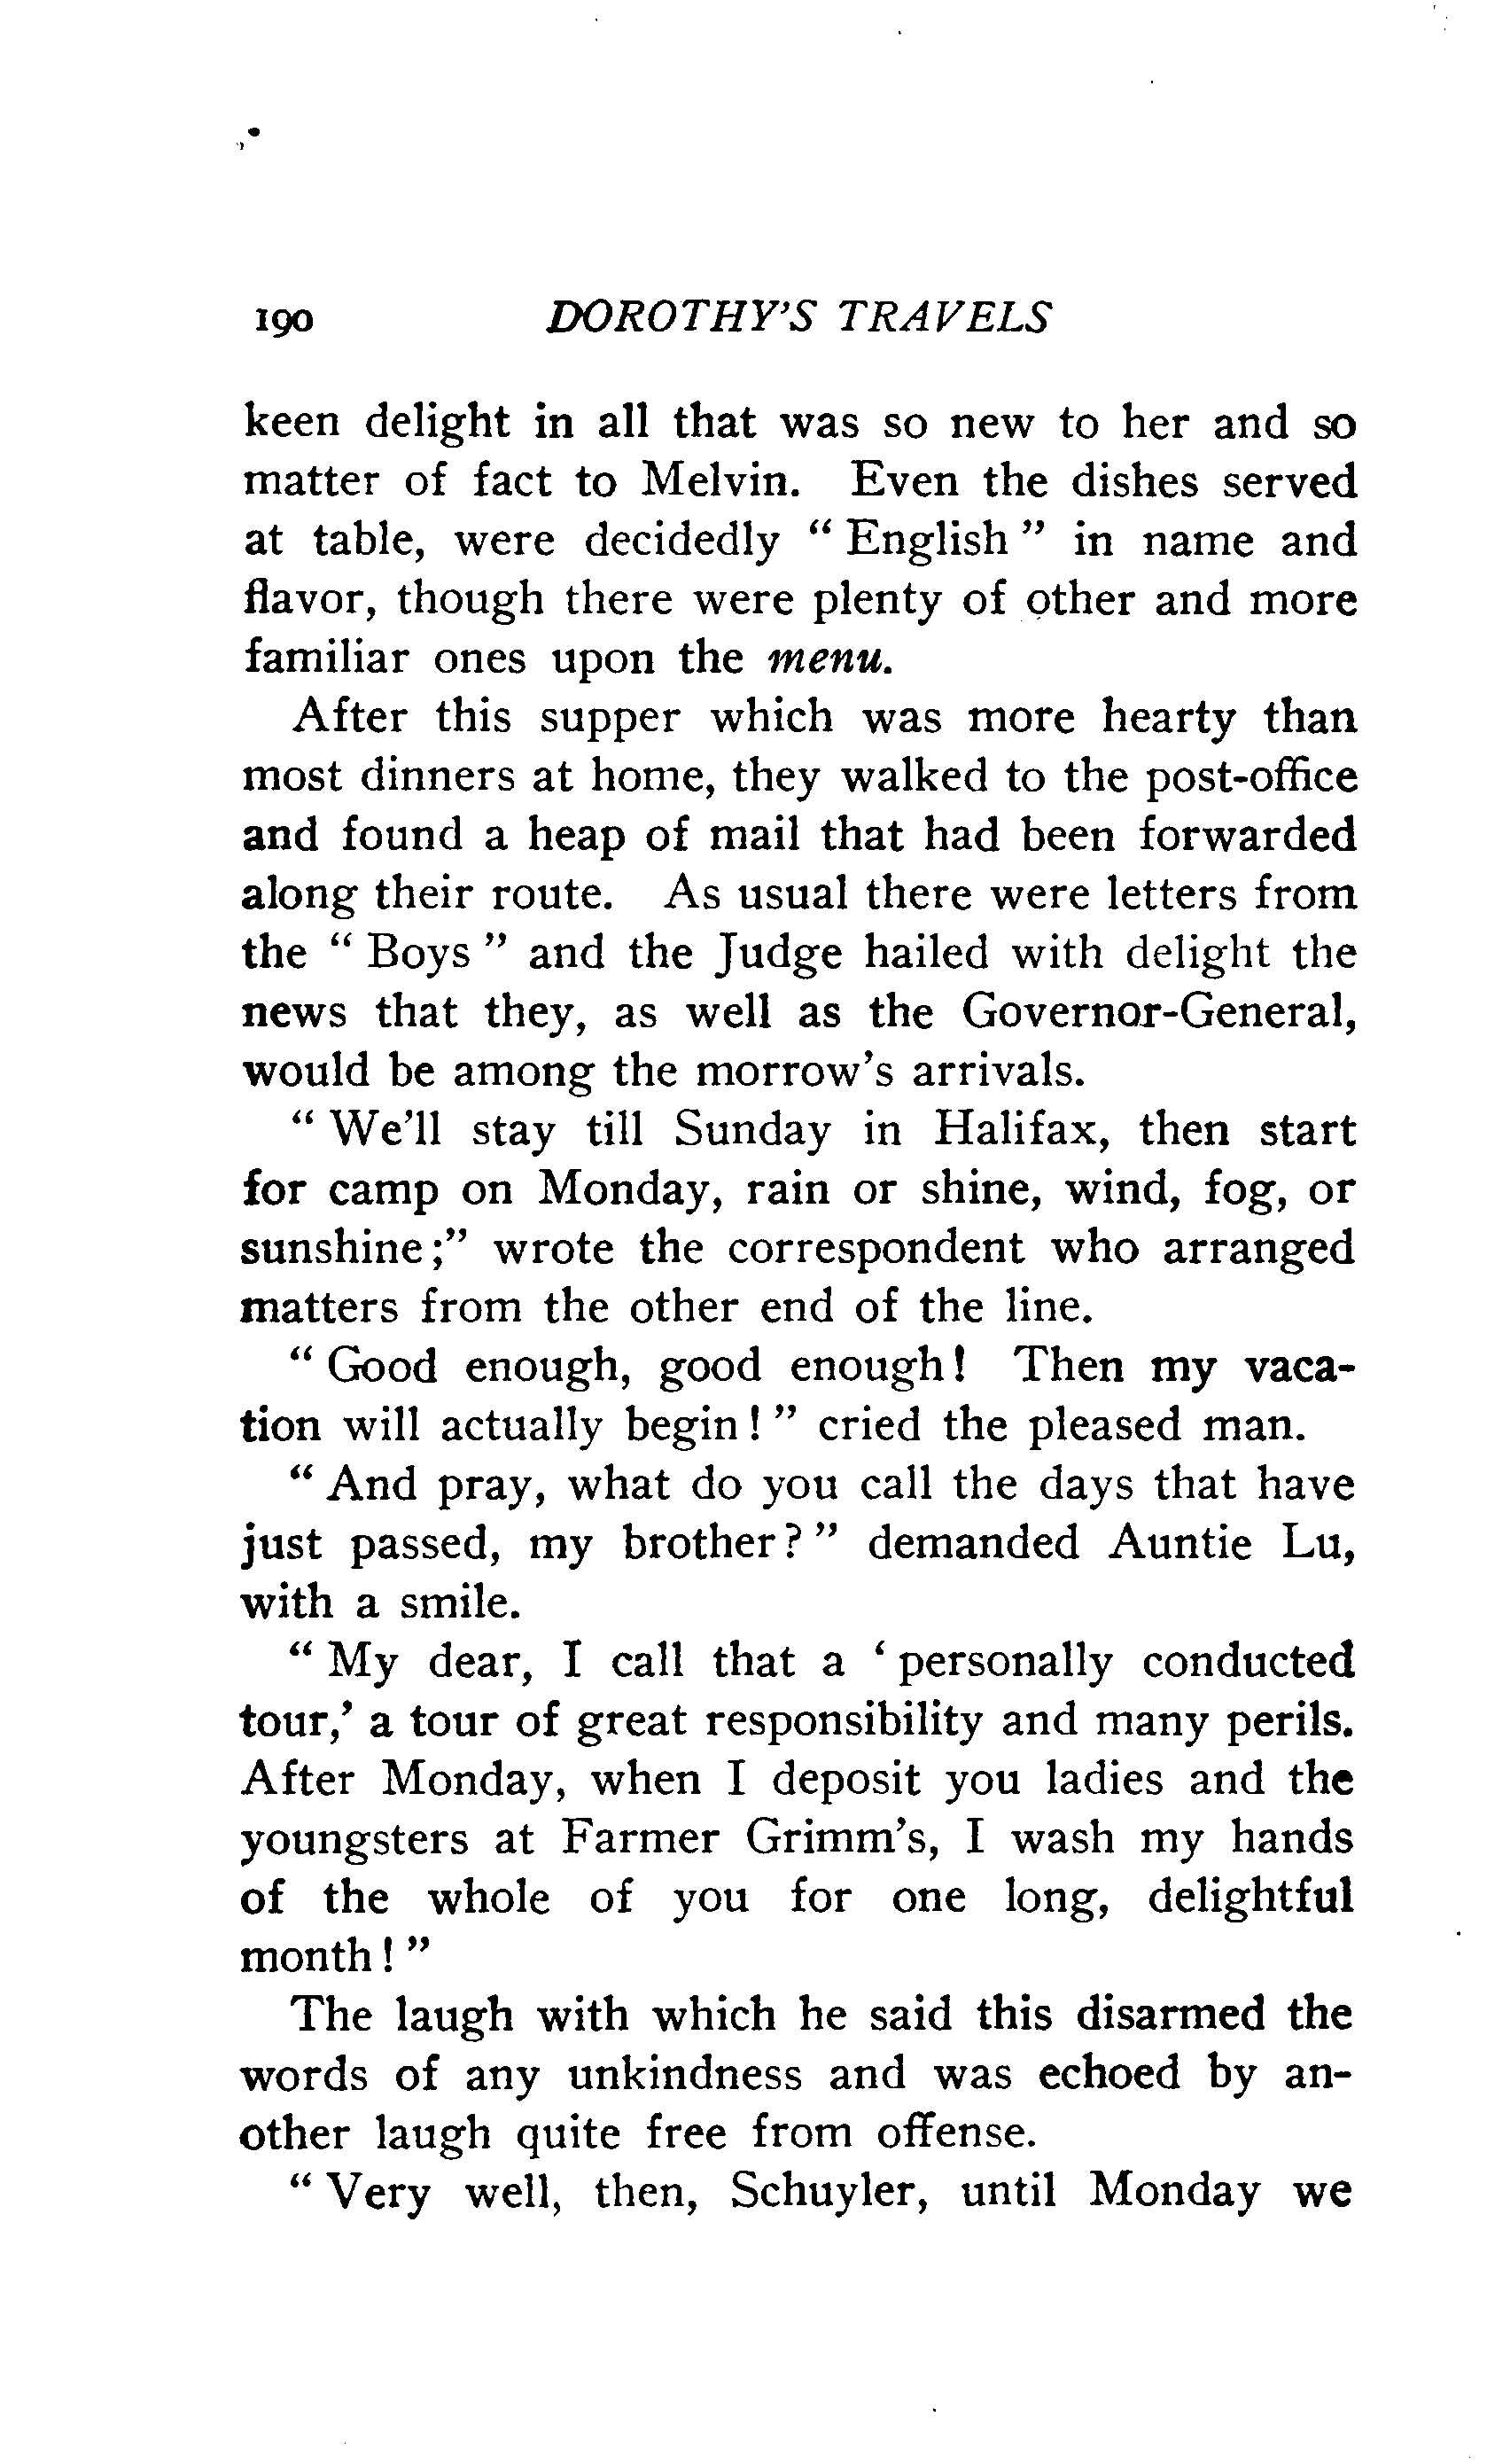 190 DOROTHY'S TRAVELS
keen delight in all that was so new to her and so
matter of fact to Melvin. Even the dishes served
at table, were decidedly " English " in name and
flavor, though there were plenty of other and more
familiar ones upon the menu.
After this supper which was more hearty than
most dinners at home, they walked to the post-office
and found a heap of mail that had been forwarded
along their route. As usual there were letters from
the " Boys " and the Judge hailed with delight the
news that they, as well as the Governor-General,
would be among the morrow's arrivals.
" We'll stay till Sunday in Halifax, then start
for camp on Monday, rain or shine, wind, fog, or
sunshine ;" wrote the correspondent who arranged
matters from the other end of the line.
" Good enough, good enough! Then my vaca-
tion will actually begin ! " cried the pleased man.
" And pray, what do you call the days that have
just passed, my brother ? " demanded Auntie Lu,
with a smile.
" My dear, I call that a ' personally conducted
tour,' a tour of great responsibility and many perils.
After Monday, when I deposit you ladies and the
youngsters at Farmer Grimm's, I wash my hands
of the whole of you for one long, delightful
month ! "
The laugh with which he said this disarmed the
words of any unkindness and was echoed by an-
other laugh quite free from offense.
" Very well, then, Schuyler, until Monday we